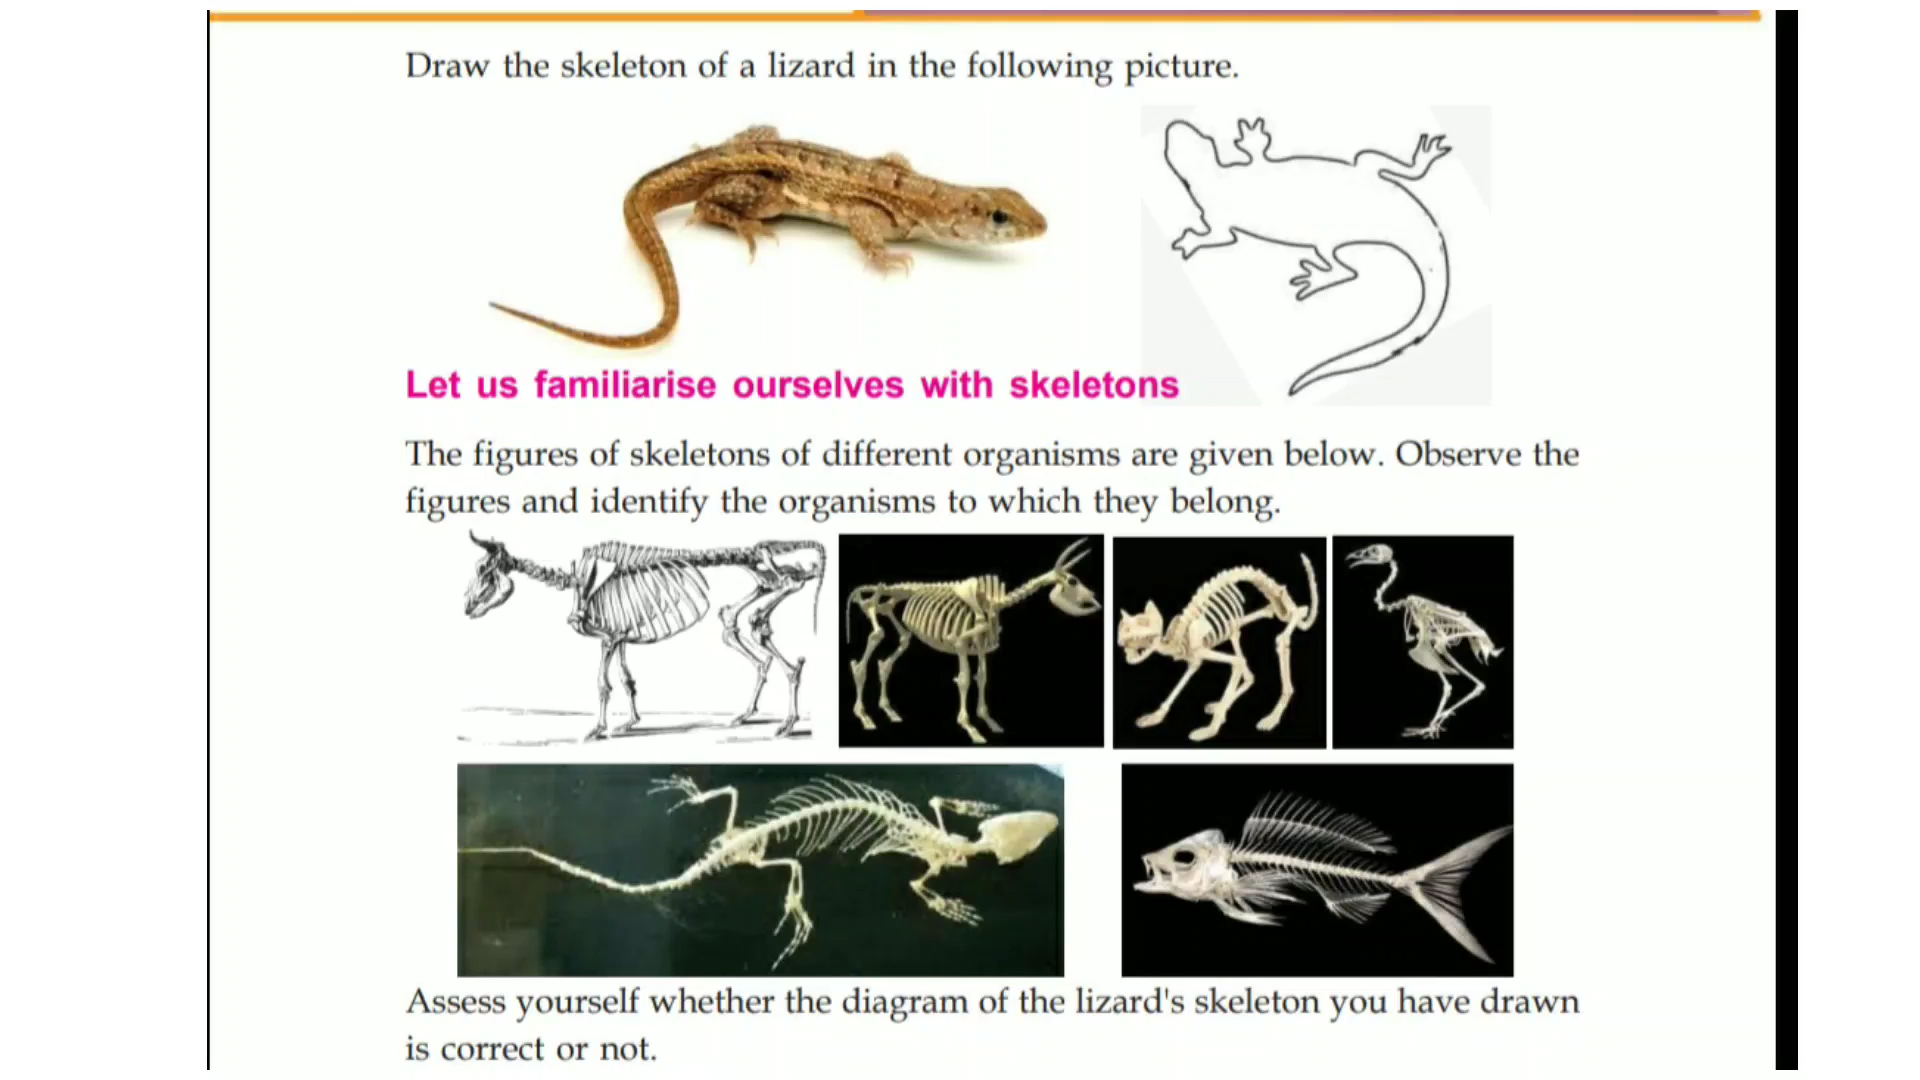 Draw the skeleton of a lizard in the following picture.
Let us familiarise ourselves with skeletons
The figures of skeletons of different organisms are given below. Observe the
figures and identify the organisms to which they belong.
Assess yourself whether the diagram of the lizard's skeleton you have drawn
is correct or not.